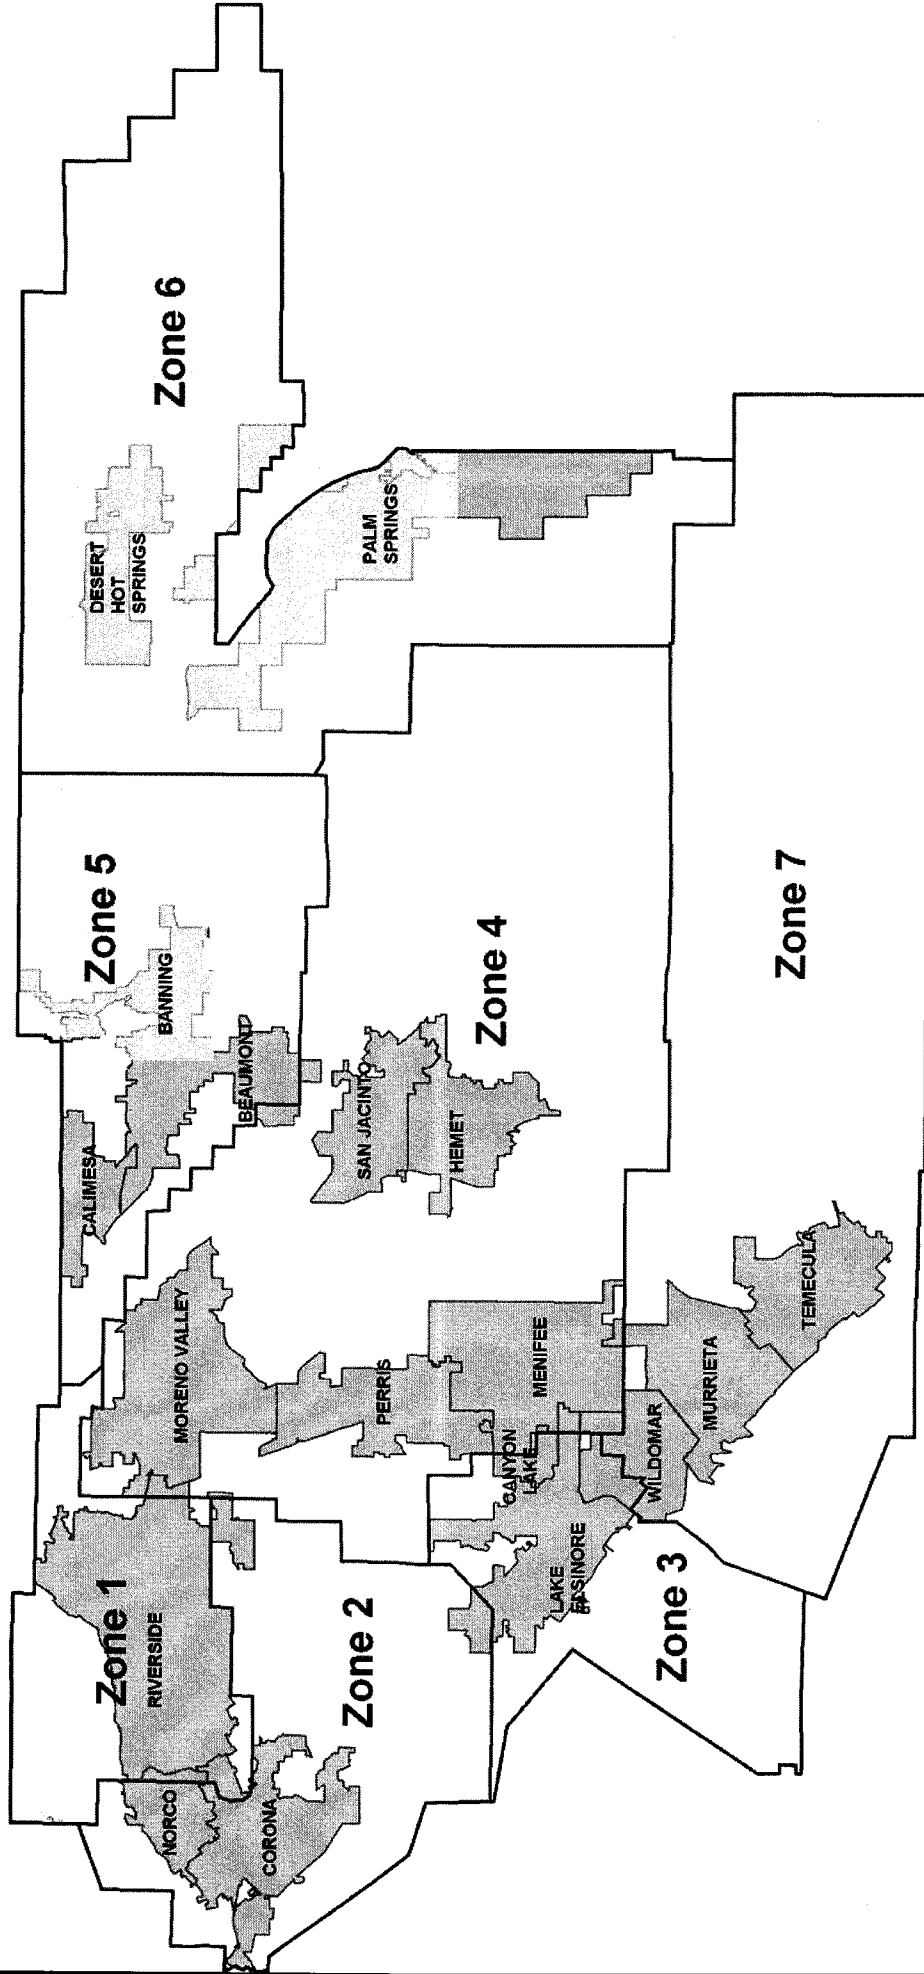 Zone 6
DESERT
HOT
SPRINGS
PALM
SPRINGS
Zone 5
BANNING
BEAUMONT
CALIMESA
Zone 4
SAN JACINTO
HEMET
Zone 7
MORENO VALLEY
PERRIS
MENIFEE
CANYON
LAKE
TEMECULA
MURRIETA
WILDOMAR
LAKE
ELSINORE
Zone 3
Zone 1
RIVERSIDE
Zone 2
NORCO
CORONA